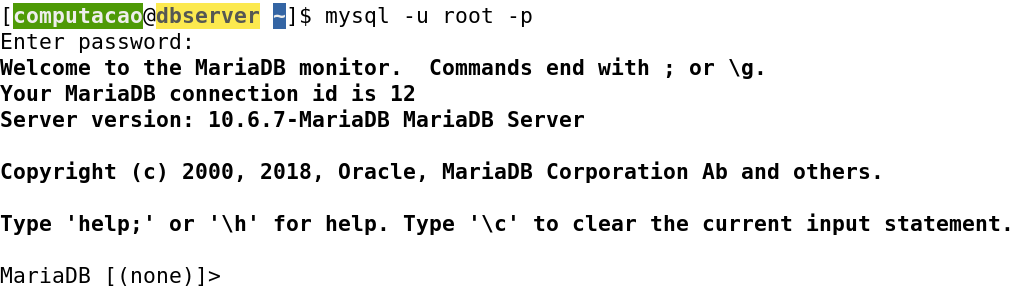 [computacao@dbserver ~]$ mysql -u root -p
Enter password:
Welcome to the MariaDB monitor.  Commands end with ; or \g.
Your MariaDB connection id is 12
Server version: 10.6.7-MariaDB MariaDB Server
Copyright (c) 2000, 2018, Oracle, MariaDB Corporation Ab and others.
Type 'help;' or '\h' for help. Type '\c' to clear the current input statement.
MariaDB [(none)]>